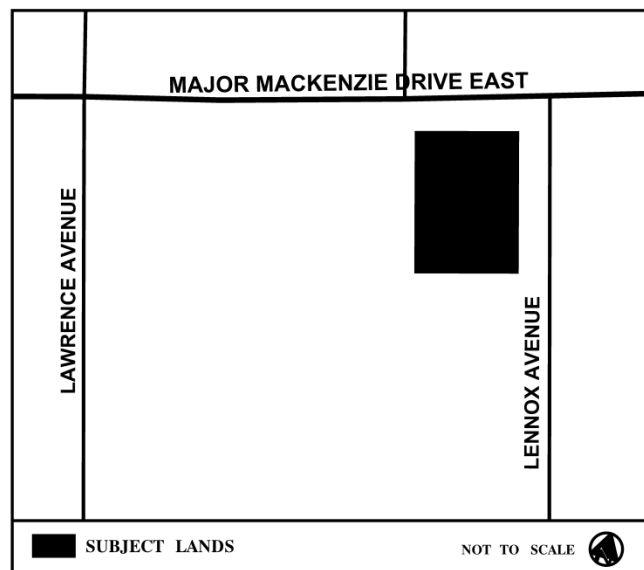 MAJOR MACKENZIE DRIVE EAST
LAWRENCE AVENUE
LENNOX AVENUE
SUBJECT LANDS
NOT TO SCALE